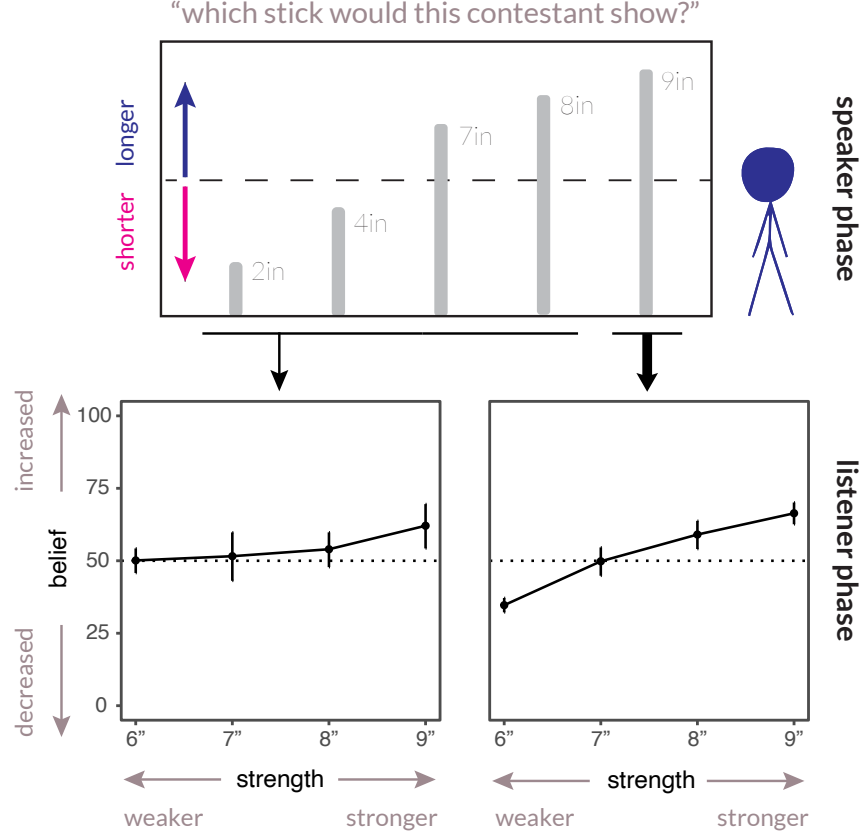 “which stick would this contestant show?”
longer
shorter
2in
4in
7in
8in
9in
speaker phase
increased
belief
decreased
100
75
50
25
0
6” 7” 8” 9”
strength
weaker stronger
6” 7” 8” 9”
strength
weaker stronger
listener phase